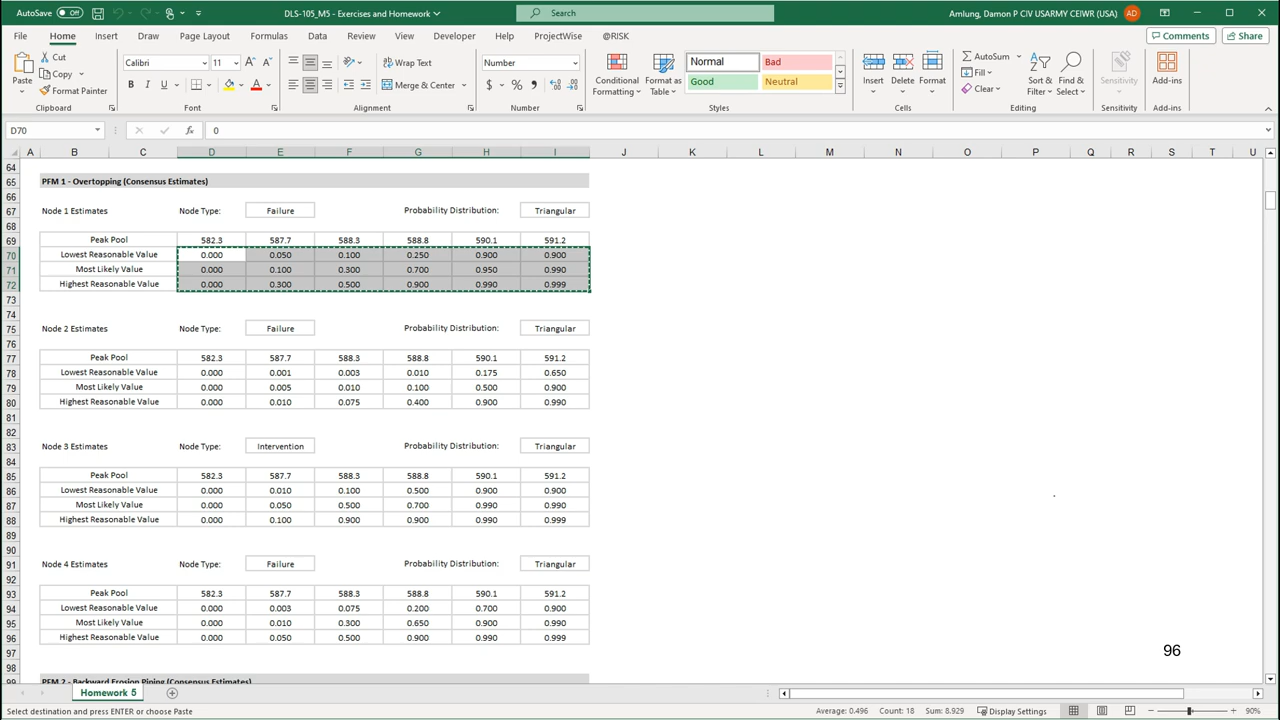 AutoSave Off DLS-105_M5 - Exercises and Homework Search Amlung, Damon P CIV USARMY CEIWR (USA) AD
File Home Insert Draw Page Layout Formulas Data Review View Developer Help ProjectWise @RISK Comments Share
Paste Cut Copy Format Painter Clipboard
Calibri 11 B I U A Font
Wrap Text Merge & Center Alignment
Number $ % Number
Conditional Formatting Format as Table
Normal Bad Good Neutral Styles
Insert Delete Format Cells
AutoSum Fill Clear Sort & Filter Find & Select Editing
Sensitivity Sensitivity
Add-ins Add-ins
D70 fx 0
A B C D E F G H I J K L M N O P Q R S T U
64
65 PFM 1 - Overtopping (Consensus Estimates)
66
67 Node 1 Estimates Node Type: Failure Probability Distribution: Triangular
68
69 Peak Pool 582.3 587.7 588.3 588.8 590.1 591.2
70 Lowest Reasonable Value 0.000 0.050 0.100 0.250 0.900 0.900
71 Most Likely Value 0.000 0.100 0.300 0.700 0.950 0.990
72 Highest Reasonable Value 0.000 0.300 0.500 0.900 0.999 0.999
73
74
75 Node 2 Estimates Node Type: Failure Probability Distribution: Triangular
76
77 Peak Pool 582.3 587.7 588.3 588.8 590.1 591.2
78 Lowest Reasonable Value 0.000 0.001 0.003 0.010 0.175 0.650
79 Most Likely Value 0.000 0.005 0.010 0.100 0.500 0.900
80 Highest Reasonable Value 0.000 0.010 0.075 0.400 0.900 0.990
81
82
83 Node 3 Estimates Node Type: Intervention Probability Distribution: Triangular
84
85 Peak Pool 582.3 587.7 588.3 588.8 590.1 591.2
86 Lowest Reasonable Value 0.000 0.010 0.100 0.500 0.900 0.900
87 Most Likely Value 0.000 0.050 0.500 0.700 0.990 0.990
88 Highest Reasonable Value 0.000 0.100 0.900 0.900 0.990 0.999
89
90
91 Node 4 Estimates Node Type: Failure Probability Distribution: Triangular
92
93 Peak Pool 582.3 587.7 588.3 588.8 590.1 591.2
94 Lowest Reasonable Value 0.000 0.003 0.075 0.200 0.700 0.900
95 Most Likely Value 0.000 0.010 0.300 0.650 0.900 0.990
96 Highest Reasonable Value 0.000 0.050 0.500 0.900 0.990 0.999
97
96
98
99 PFM 2 - Backward Erosion Piping (Consensus Estimates)
Homework 5
Select destination and press ENTER or choose Paste Average: 0.496 Count: 18 Sum: 8.929 Display Settings 90%